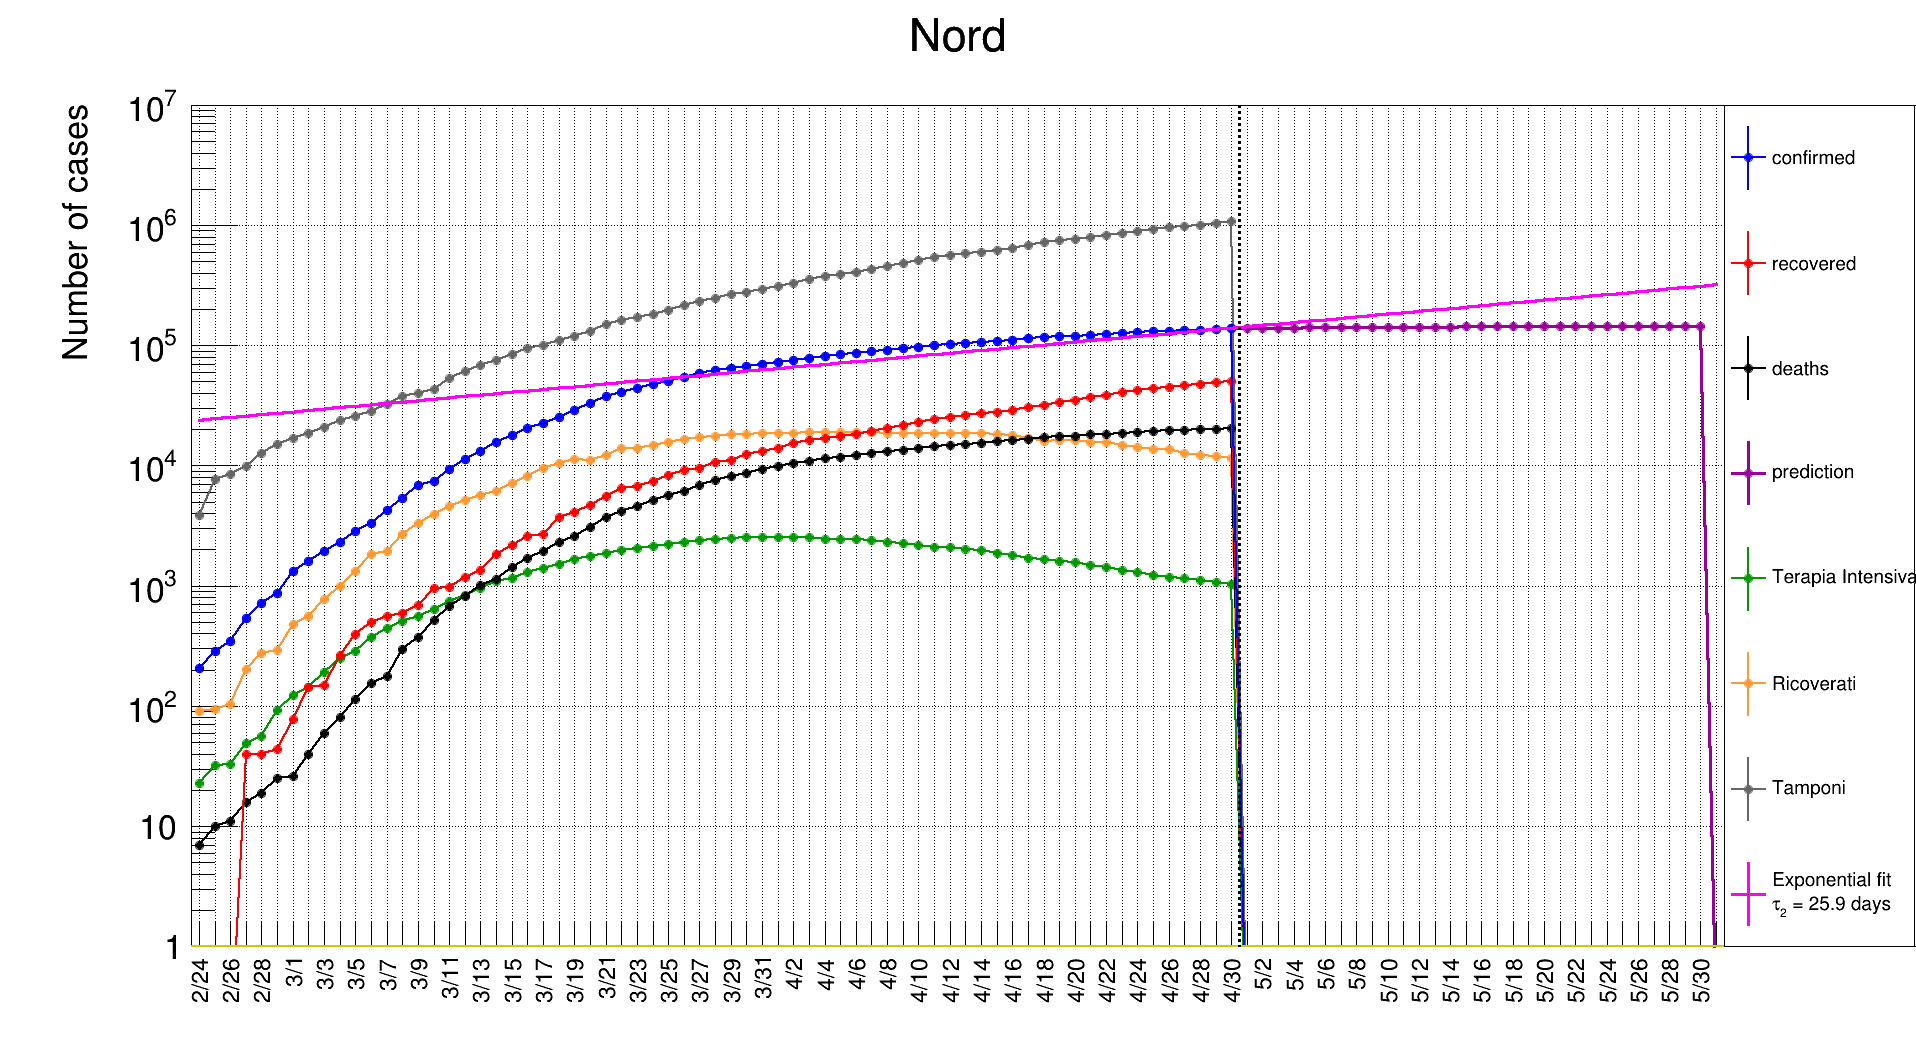 Nord
Number of cases
10^7
10^6
10^5
10^4
10^3
10^2
10
1
2/24 2/26 2/28 3/1 3/3 3/5 3/7 3/9 3/11 3/13 3/15 3/17 3/19 3/21 3/23 3/25 3/27 3/29 3/31 4/2 4/4 4/6 4/8 4/10 4/12 4/14 4/16 4/18 4/20 4/22 4/24 4/26 4/28 4/30 5/2 5/4 5/6 5/8 5/10 5/12 5/14 5/16 5/18 5/20 5/22 5/24 5/26 5/28 5/30
confirmed
recovered
deaths
prediction
Terapia Intensiva
Ricoverati
Tamponi
Exponential fit
τ₂ = 25.9 days